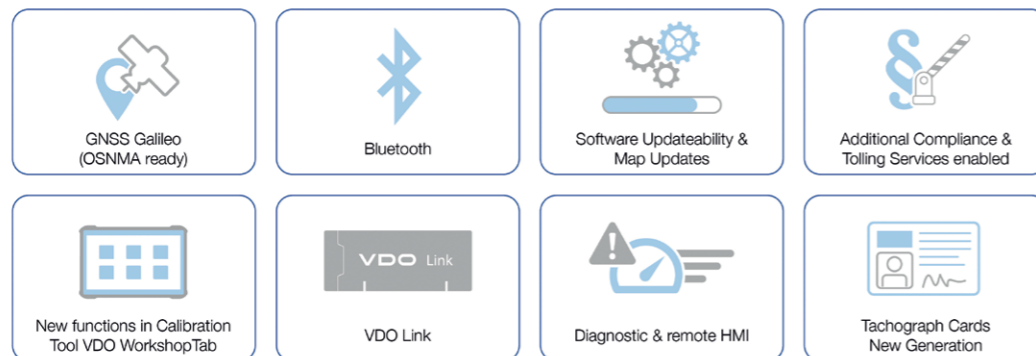 GNSS Galileo
(OSNMA ready)
Bluetooth
Software Updateability &
Map Updates
Additional Compliance &
Tolling Services enabled
New functions in Calibration
Tool VDO WorkshopTab
VDO Link
VDO Link
Diagnostic & remote HMI
Tachograph Cards
New Generation